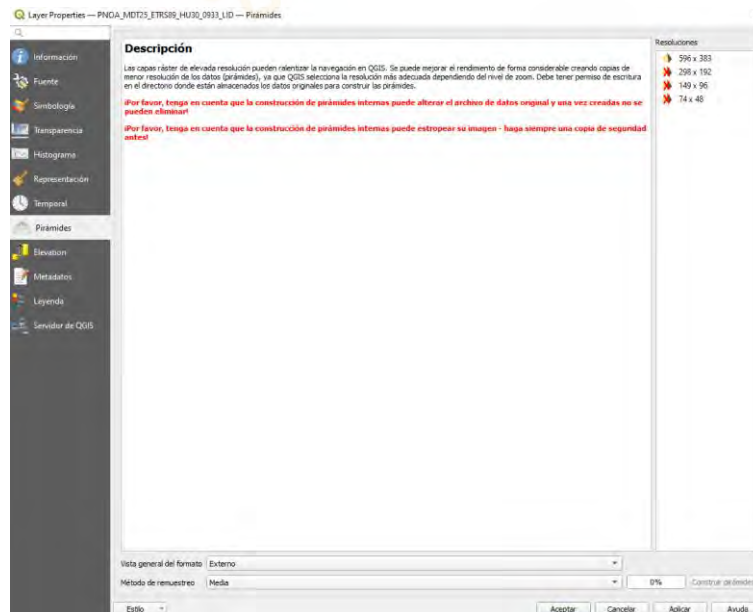 Layer Properties — PNOA_MDT25_ETRS89_HU30_0933_LID — Pirámides
Información
Fuente
Simbología
Transparencia
Histograma
Representación
Temporal
Pirámides
Elevation
Metadatos
Leyenda
Servidor de QGIS
Descripción
Las capas ráster de elevada resolución pueden ralentizar la navegación en QGIS. Se puede mejorar el rendimiento de forma considerable creando copias de
menor resolución de los datos (pirámides), ya que QGIS selecciona la resolución más adecuada dependiendo del nivel de zoom. Debe tener permiso de escritura
en el directorio donde están almacenados los datos originales para construir las pirámides.
¡Por favor, tenga en cuenta que la construcción de pirámides internas puede alterar el archivo de datos original y una vez creadas no se
pueden eliminar!
¡Por favor, tenga en cuenta que la construcción de pirámides internas puede estropear su imagen - haga siempre una copia de seguridad
antes!
Resoluciones
596 x 383
298 x 192
149 x 96
74 x 48
Vista general del formato Externo
Método de remuestreo Media
0% Construir pirámides
Estilo
Aceptar Cancelar Aplicar Ayuda